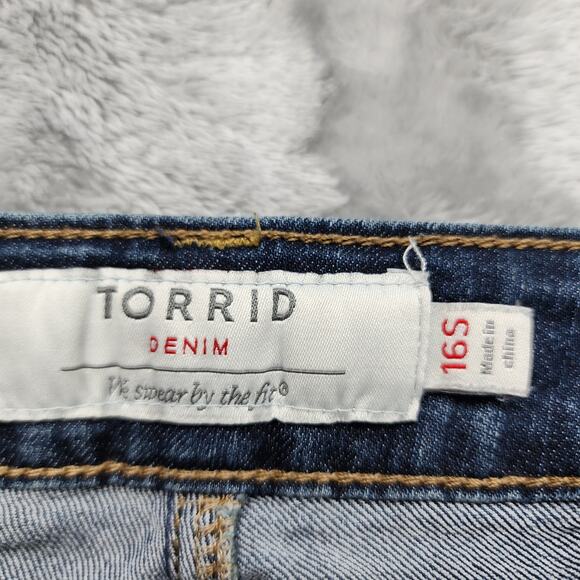 TORRID
DENIM
We swear by the fit®
16S
Made in
china